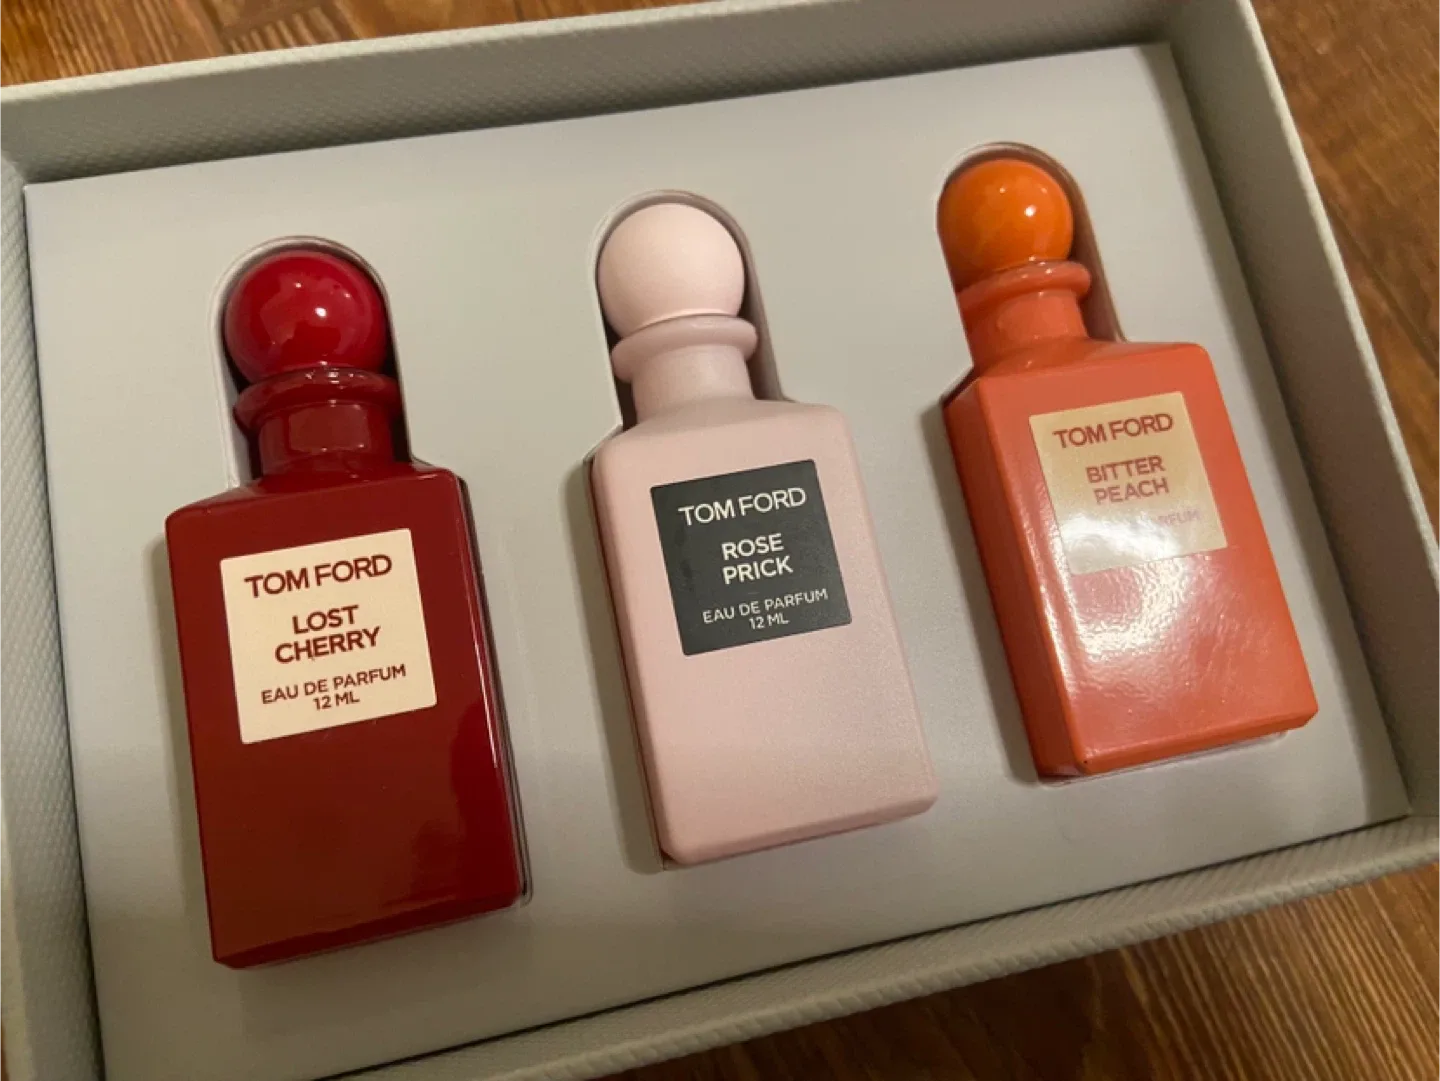 TOM FORD
LOST
CHERRY
EAU DE PARFUM
12 ML
TOM FORD
ROSE
PRICK
EAU DE PARFUM
12 ML
TOM FORD
BITTER
PEACH